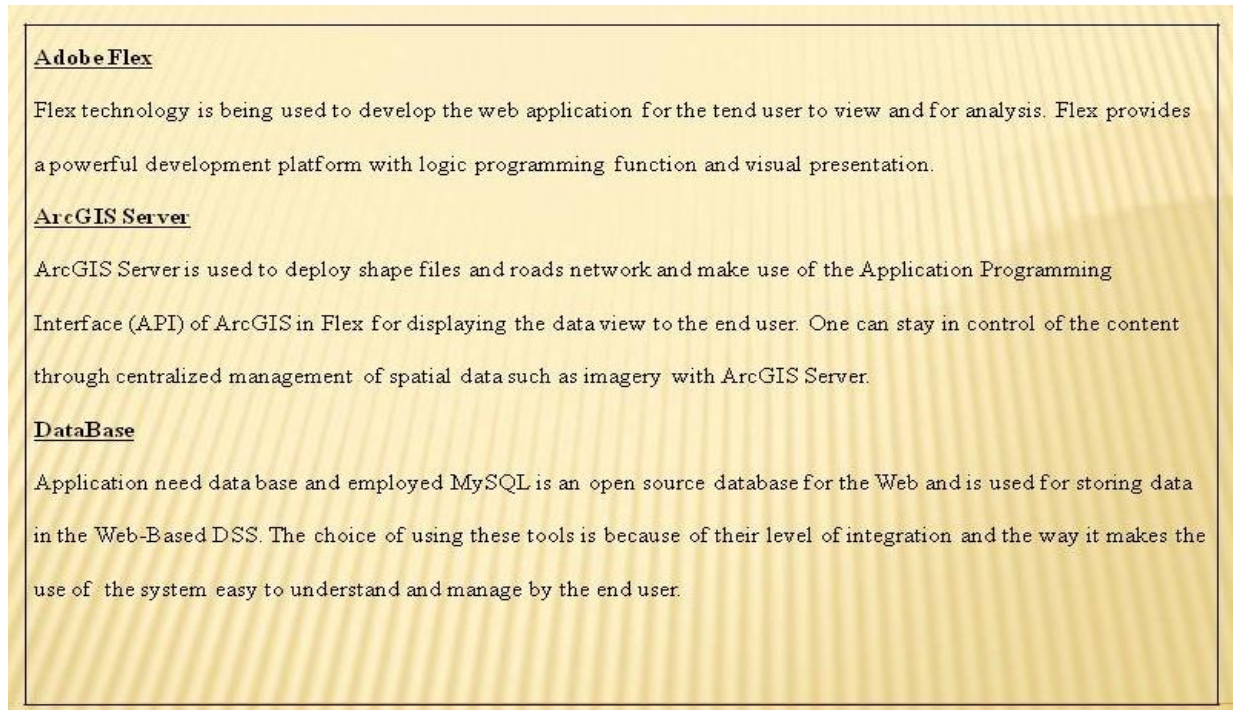 Adobe Flex
Flex technology is being used to develop the web application for the tend user to view and for analysis. Flex provides
a powerful development platform with logic programming function and visual presentation.
ArcGIS Server
ArcGIS Server is used to deploy shape files and roads network and make use of the Application Programming
Interface (API) of ArcGIS in Flex for displaying the data view to the end user. One can stay in control of the content
through centralized management of spatial data such as imagery with ArcGIS Server.
DataBase
Application need data base and employed MySQL is an open source database for the Web and is used for storing data
in the Web-Based DSS. The choice of using these tools is because of their level of integration and the way it makes the
use of the system easy to understand and manage by the end user.